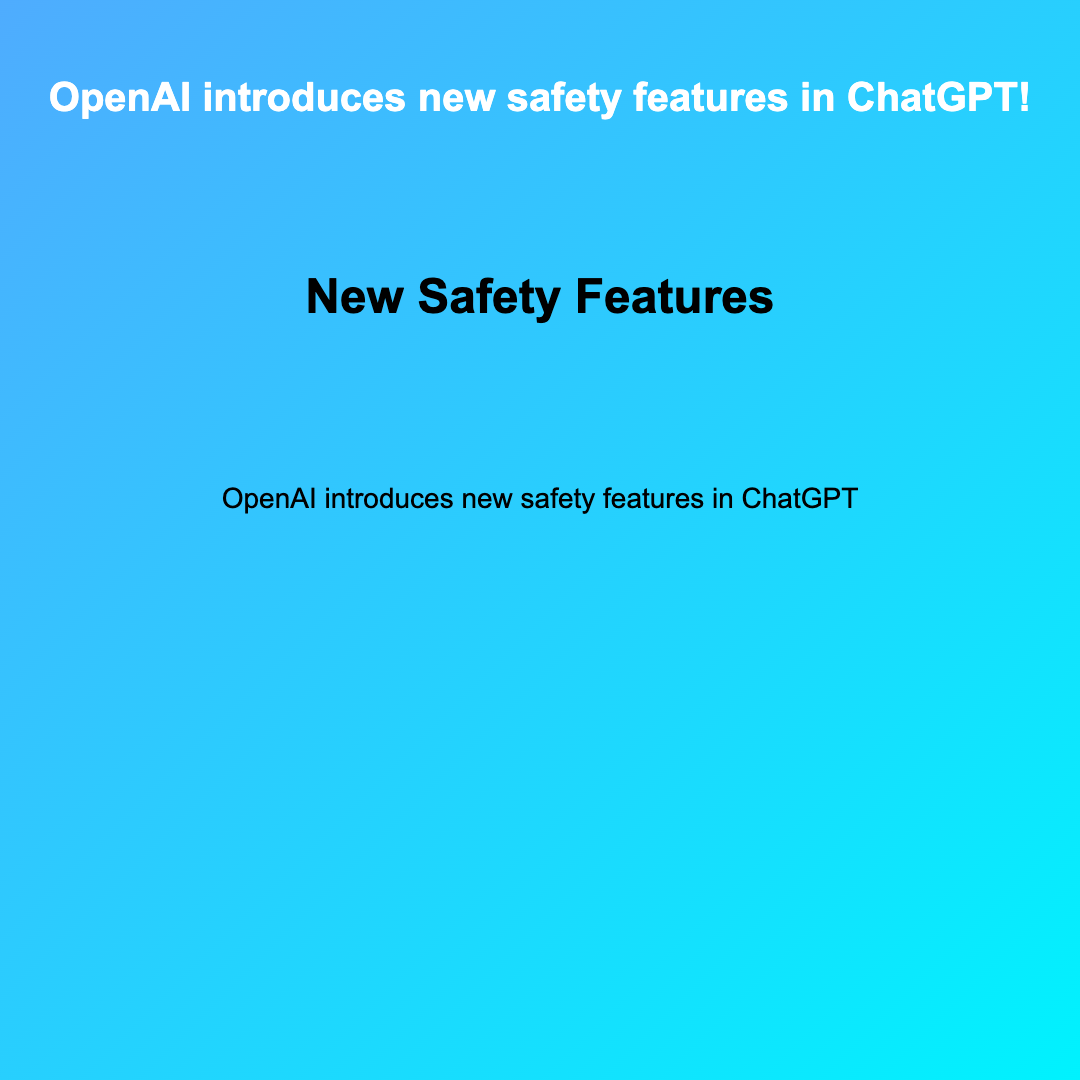 OpenAI introduces new safety features in ChatGPT!
New Safety Features
OpenAI introduces new safety features in ChatGPT